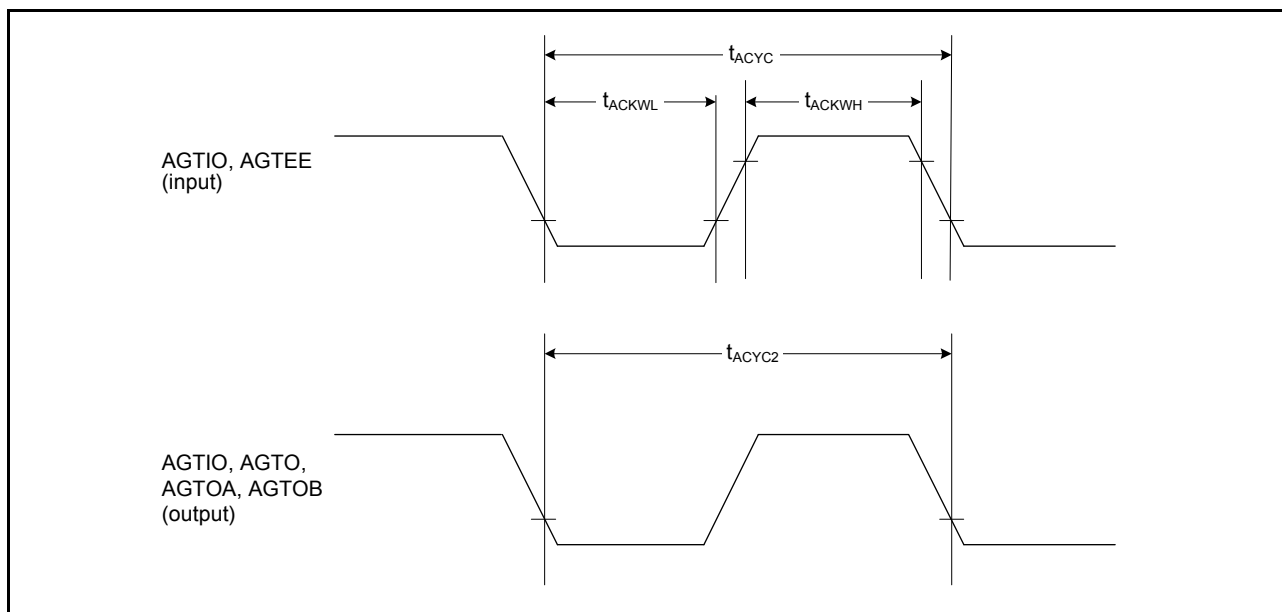 tACYC
tACKWL
tACKWH
AGTIO, AGTEE
(input)
tACYC2
AGTIO, AGTO,
AGTOA, AGTOB
(output)